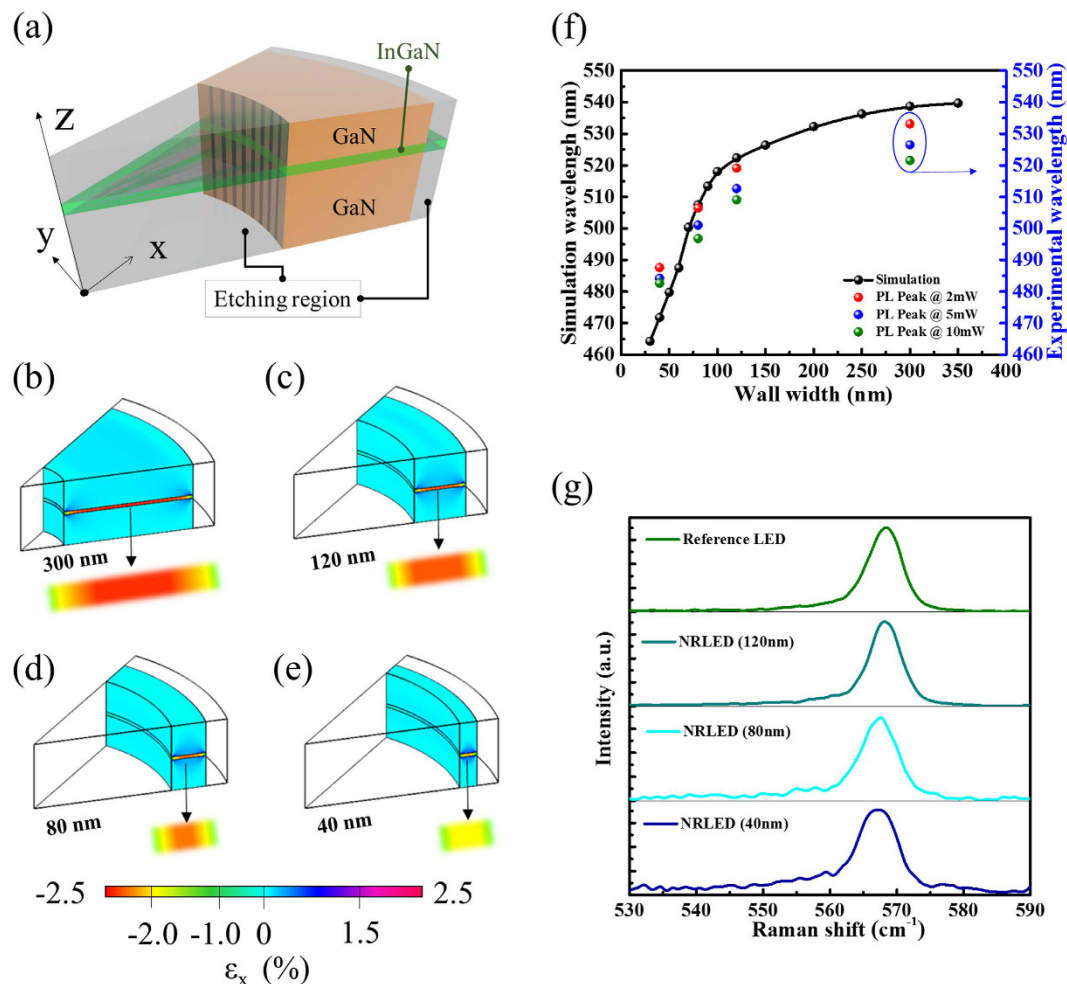 (a)
InGaN
z
GaN
GaN
y
x
Etching region
(b)
300 nm
(c)
120 nm
(d)
80 nm
(e)
40 nm
-2.5
2.5
-2.0
-1.0
0
1.5
εx (%)
(f)
550
540
530
520
510
500
490
480
470
460
Simulation wavelength (nm)
550
540
530
520
510
500
490
480
470
460
Experimental wavelength (nm)
Simulation
PL Peak @ 2mW
PL Peak @ 5mW
PL Peak @ 10mW
0 50 100 150 200 250 300 350 400
Wall width (nm)
(g)
Reference LED
NRLED (120nm)
NRLED (80nm)
NRLED (40nm)
Intensity (a.u.)
530 540 550 560 570 580 590
Raman shift (cm-1)